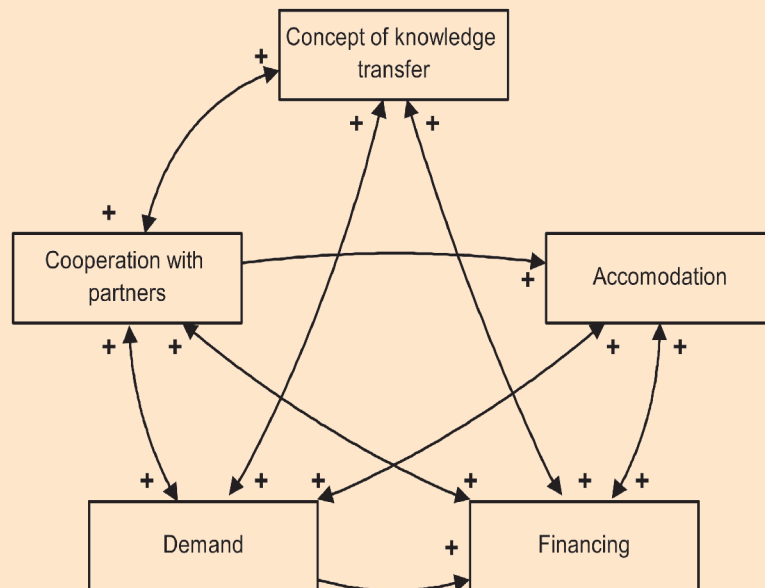 Concept of knowledge
transfer
+
+
+
+
Cooperation with
partners
+
Accomodation
+
+
+
+
+
+
+
+
+
+
Demand
+
Financing